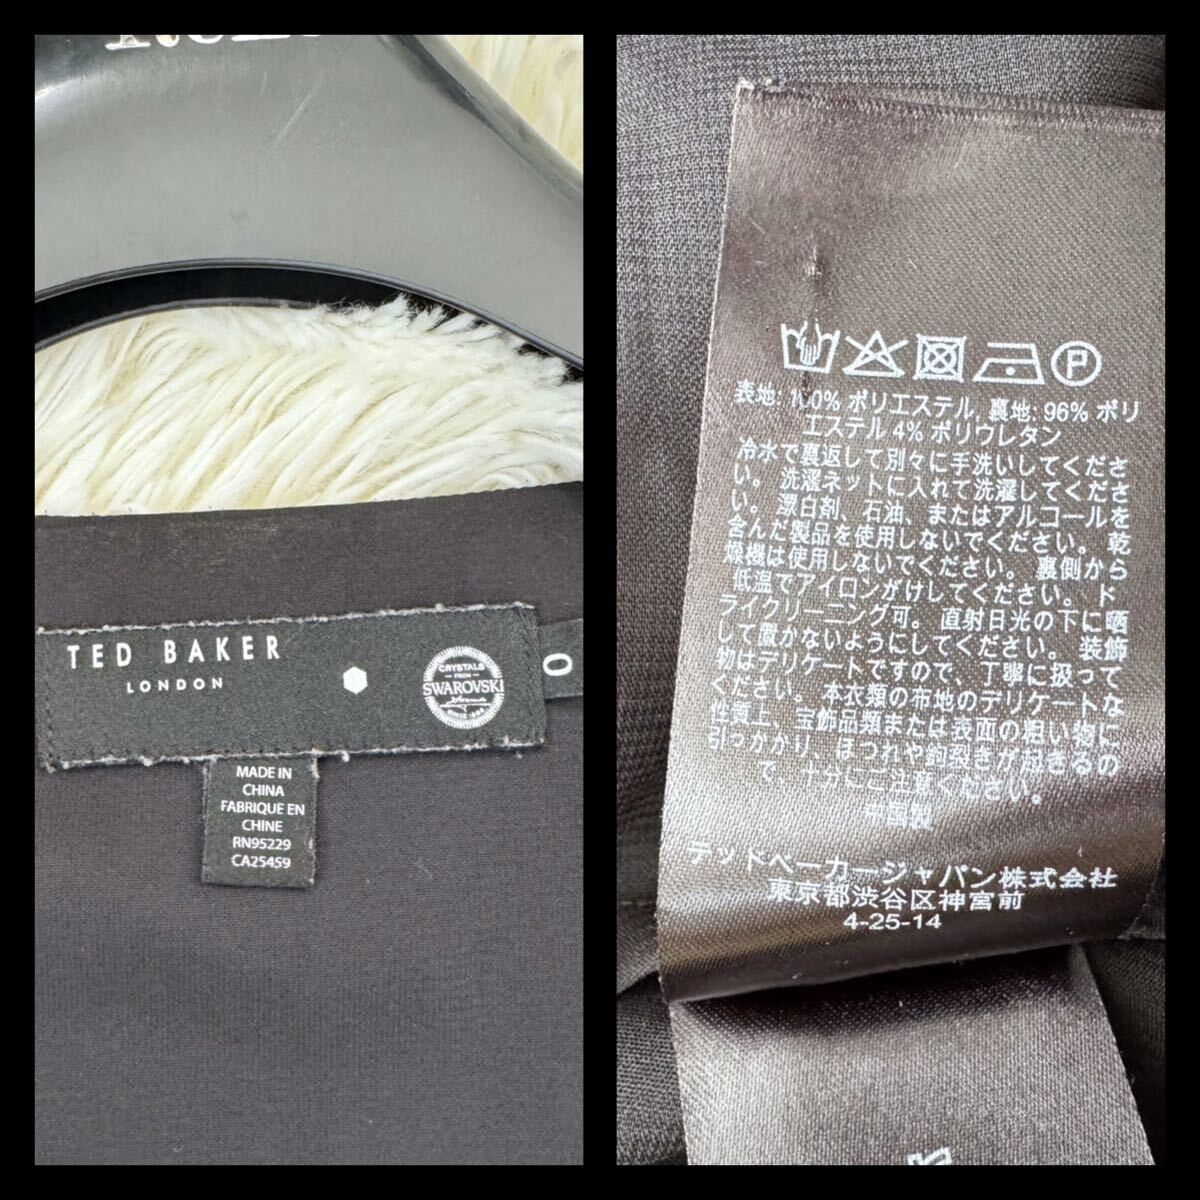 TED BAKER
LONDON
CRYSTALS
FROM
SWAROVSKI
0
MADE IN
CHINA
FABRIQUE EN
CHINE
RN95229
CA25459
P
表地: 100% ポリエステル, 裏地: 96% ポリ
エステル 4% ポリウレタン
冷水で裏返して別々に手洗いしてくださ
い。洗濯ネットに入れて洗濯してくださ
い。漂白剤、石油、またはアルコールを
含んだ製品を使用しないでください。乾
燥機は使用しないでください。裏側から
低温でアイロンがけしてください。ド
ライクリーニング可。直射日光の下に晒
して置かないようにしてください。装飾
物はデリケートですので、丁寧に扱って
ください。本衣類の布地のデリケートな
性質上、宝飾品類または表面の粗い物に
引っかかり、ほつれや鉤裂きが起きるの
で、十分にご注意ください。
中国製
テッドベーカージャパン株式会社
東京都渋谷区神宮前
4-25-14